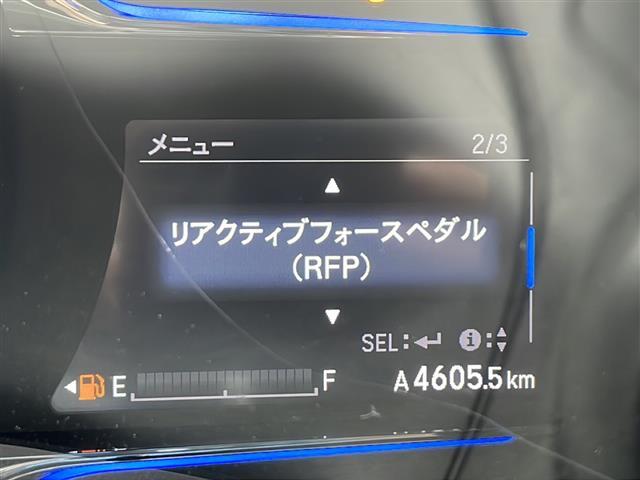 メニュー 2/3
リアクティブフォースペダル
(RFP)
SEL: i:
E F A 4605.5 km